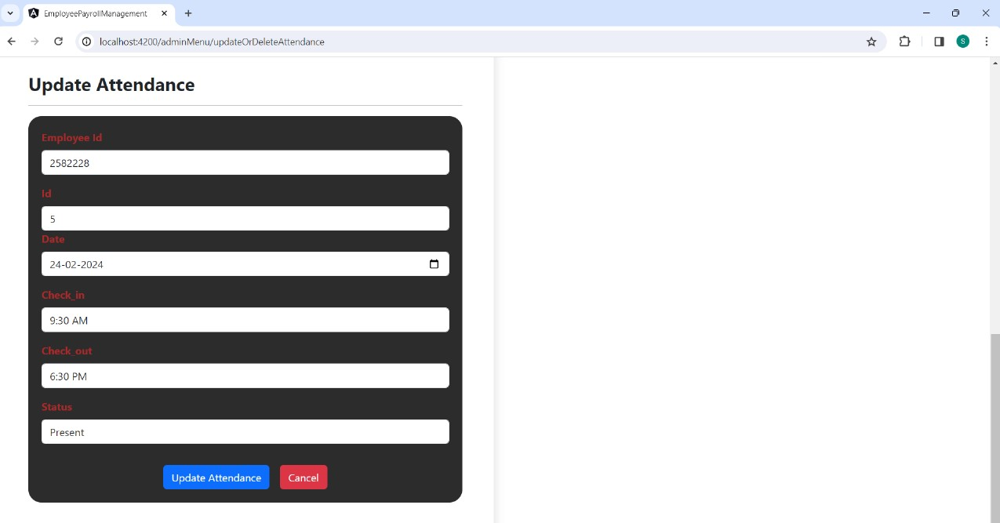 EmployeePayrollManagement
localhost:4200/adminMenu/updateOrDeleteAttendance
S
Update Attendance
Employee Id
2582228
Id
5
Date
24-02-2024
Check_in
9:30 AM
Check_out
6:30 PM
Status
Present
Update Attendance Cancel